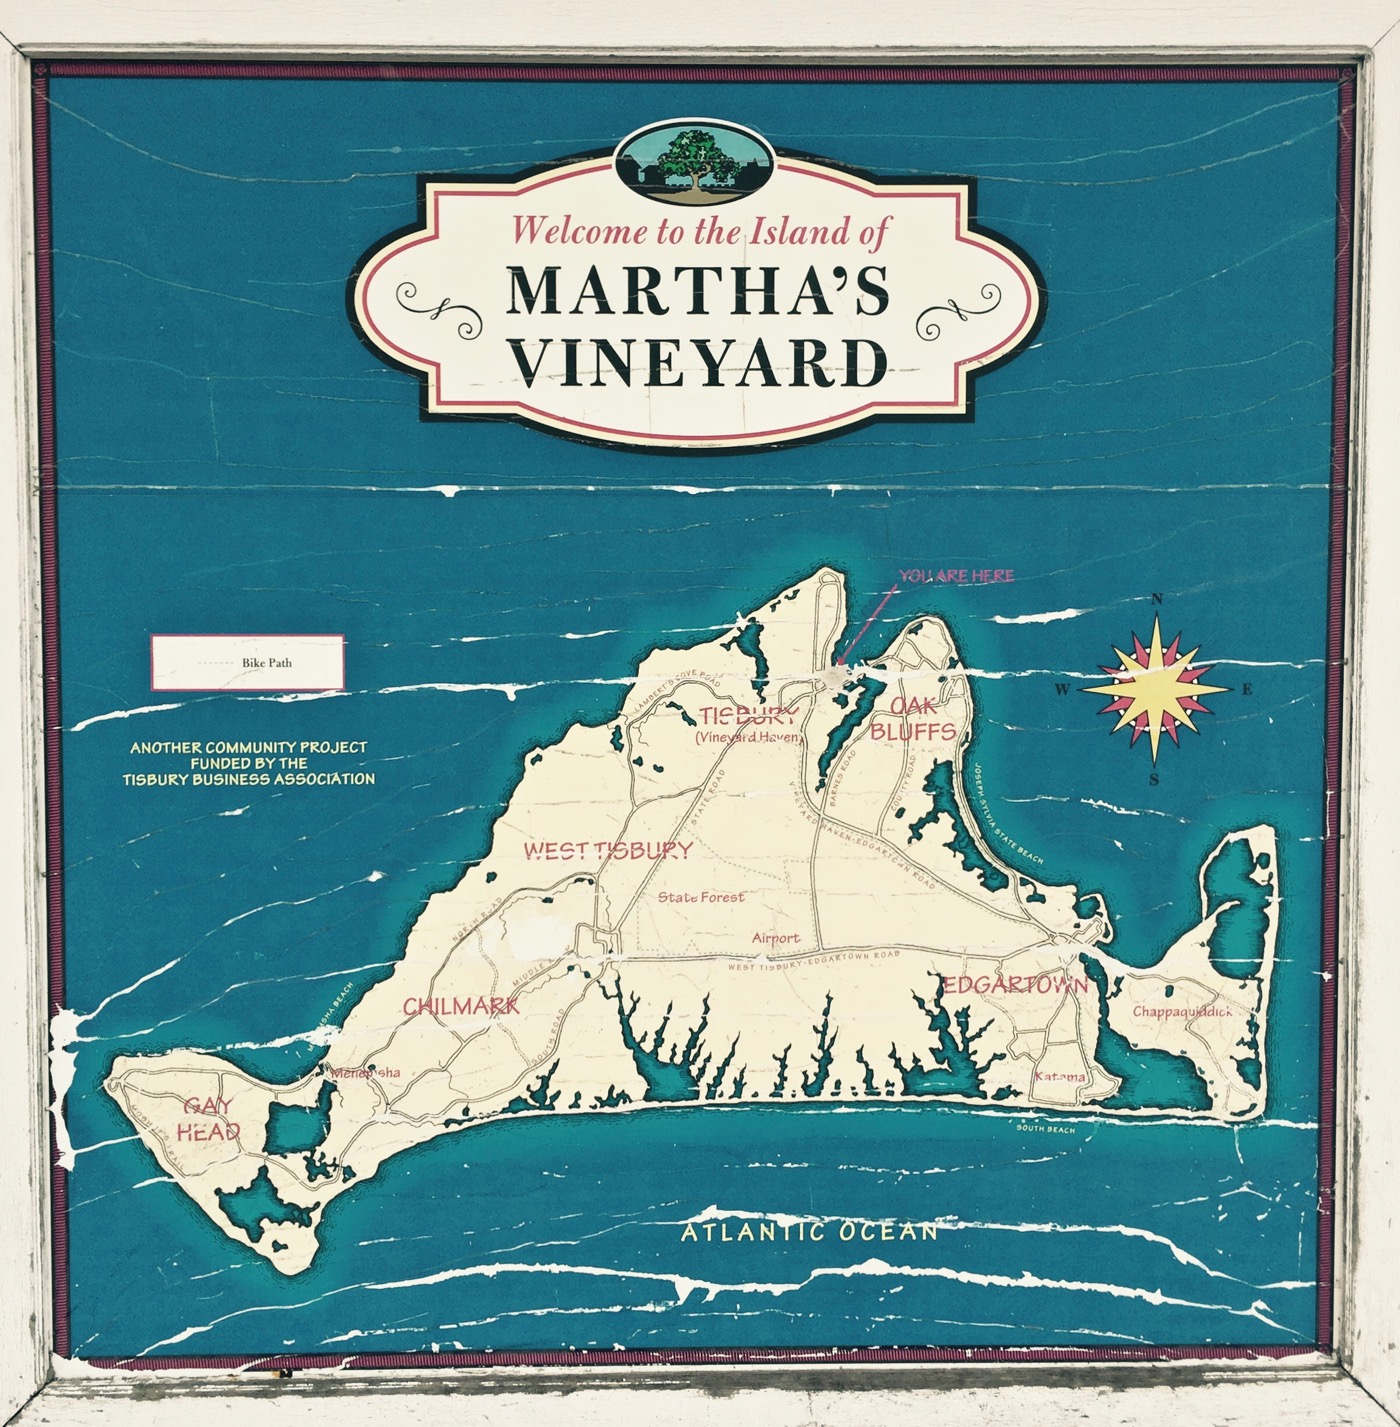 Welcome to the Island of
MARTHA'S
VINEYARD
YOU ARE HERE
N
W
E
S
Bike Path
ANOTHER COMMUNITY PROJECT
FUNDED BY THE
TISBURY BUSINESS ASSOCIATION
LAMBERT'S COVE ROAD
TISBURY
(Vineyard Haven)
OAK
BLUFFS
STATE ROAD
BARNES ROAD
COUNTY ROAD
JOSEPH SYLVIA STATE BEACH
VINEYARD HAVEN-EDGARTOWN ROAD
WEST TISBURY
State Forest
NORTH ROAD
Airport
MIDDLE
WEST TISBURY-EDGARTOWN ROAD
EDGARTOWN
CHILMARK
Chappaquiddick
SOUTH ROAD
BEACH
Menemsha
Katama
GAY
HEAD
SOUTH BEACH
ATLANTIC OCEAN